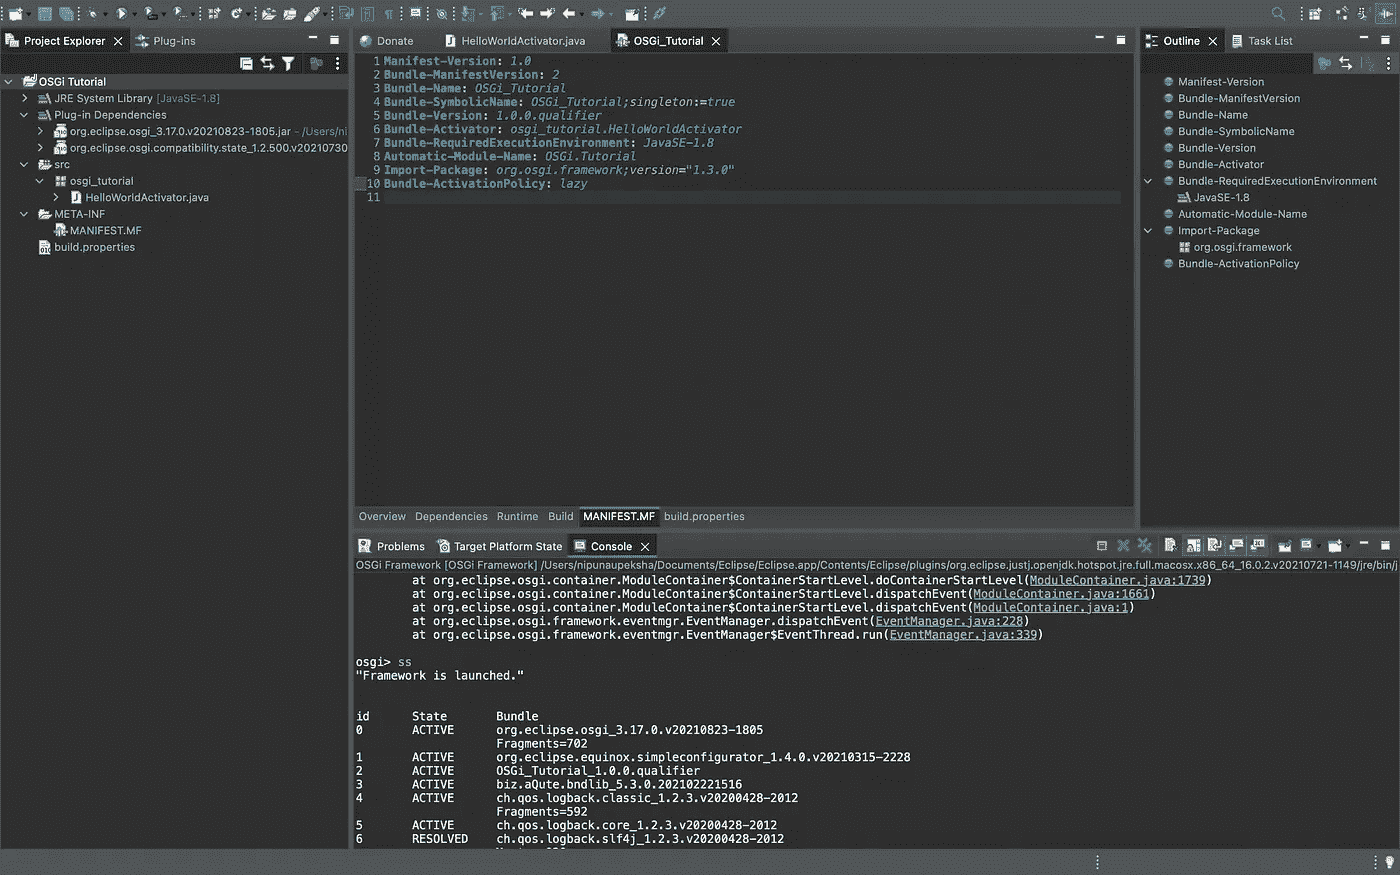 Project Explorer
Plug-ins
OSGi Tutorial
JRE System Library [JavaSE-1.8]
Plug-in Dependencies
org.eclipse.osgi_3.17.0.v20210823-1805.jar - /Users/ni
org.eclipse.osgi.compatibility.state_1.2.500.v20210730
src
osgi_tutorial
HelloWorldActivator.java
META-INF
MANIFEST.MF
build.properties
Donate
HelloWorldActivator.java
OSGi_Tutorial
1 Manifest-Version: 1.0
2 Bundle-ManifestVersion: 2
3 Bundle-Name: OSGi_Tutorial
4 Bundle-SymbolicName: OSGi_Tutorial;singleton:=true
5 Bundle-Version: 1.0.0.qualifier
6 Bundle-Activator: osgi_tutorial.HelloWorldActivator
7 Bundle-RequiredExecutionEnvironment: JavaSE-1.8
8 Automatic-Module-Name: OSGi.Tutorial
9 Import-Package: org.osgi.framework;version="1.3.0"
10 Bundle-ActivationPolicy: lazy
11
Overview Dependencies Runtime Build MANIFEST.MF build.properties
Outline
Task List
Manifest-Version
Bundle-ManifestVersion
Bundle-Name
Bundle-SymbolicName
Bundle-Version
Bundle-Activator
Bundle-RequiredExecutionEnvironment
JavaSE-1.8
Automatic-Module-Name
Import-Package
org.osgi.framework
Bundle-ActivationPolicy
Problems
Target Platform State
Console
OSGi Framework [OSGi Framework] /Users/nipunaupeksha/Documents/Eclipse/Eclipse.app/Contents/Eclipse/plugins/org.eclipse.justj.openjdk.hotspot.jre.full.macosx.x86_64_16.0.2.v20210721-1149/jre/bin/j
at org.eclipse.osgi.container.ModuleContainer$ContainerStartLevel.doContainerStartLevel(ModuleContainer.java:1739)
at org.eclipse.osgi.container.ModuleContainer$ContainerStartLevel.dispatchEvent(ModuleContainer.java:1661)
at org.eclipse.osgi.container.ModuleContainer$ContainerStartLevel.dispatchEvent(ModuleContainer.java:1)
at org.eclipse.osgi.framework.eventmgr.EventManager.dispatchEvent(EventManager.java:228)
at org.eclipse.osgi.framework.eventmgr.EventManager$EventThread.run(EventManager.java:339)
osgi> ss
"Framework is launched."
id State Bundle
0 ACTIVE org.eclipse.osgi_3.17.0.v20210823-1805
Fragments=702
1 ACTIVE org.eclipse.equinox.simpleconfigurator_1.4.0.v20210315-2228
2 ACTIVE OSGi_Tutorial_1.0.0.qualifier
3 ACTIVE biz.aQute.bndlib_5.3.0.202102221516
4 ACTIVE ch.qos.logback.classic_1.2.3.v20200428-2012
Fragments=592
5 ACTIVE ch.qos.logback.core_1.2.3.v20200428-2012
6 RESOLVED ch.qos.logback.slf4j_1.2.3.v20200428-2012